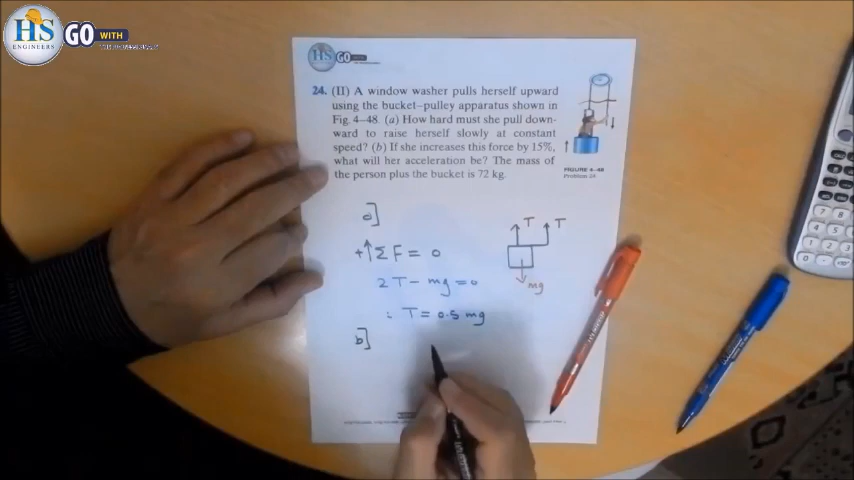 HS
ENGINEERS
GO WITH
HS GO
24. (II) A window washer pulls herself upward
using the bucket–pulley apparatus shown in
Fig. 4–48. (a) How hard must she pull down-
ward to raise herself slowly at constant
speed? (b) If she increases this force by 15%,
what will her acceleration be? The mass of
the person plus the bucket is 72 kg.
FIGURE 4–48
Problem 24.
a]
+↑ΣF = 0
2T - mg = 0
∴ T = 0.5 mg
b]
T T
mg